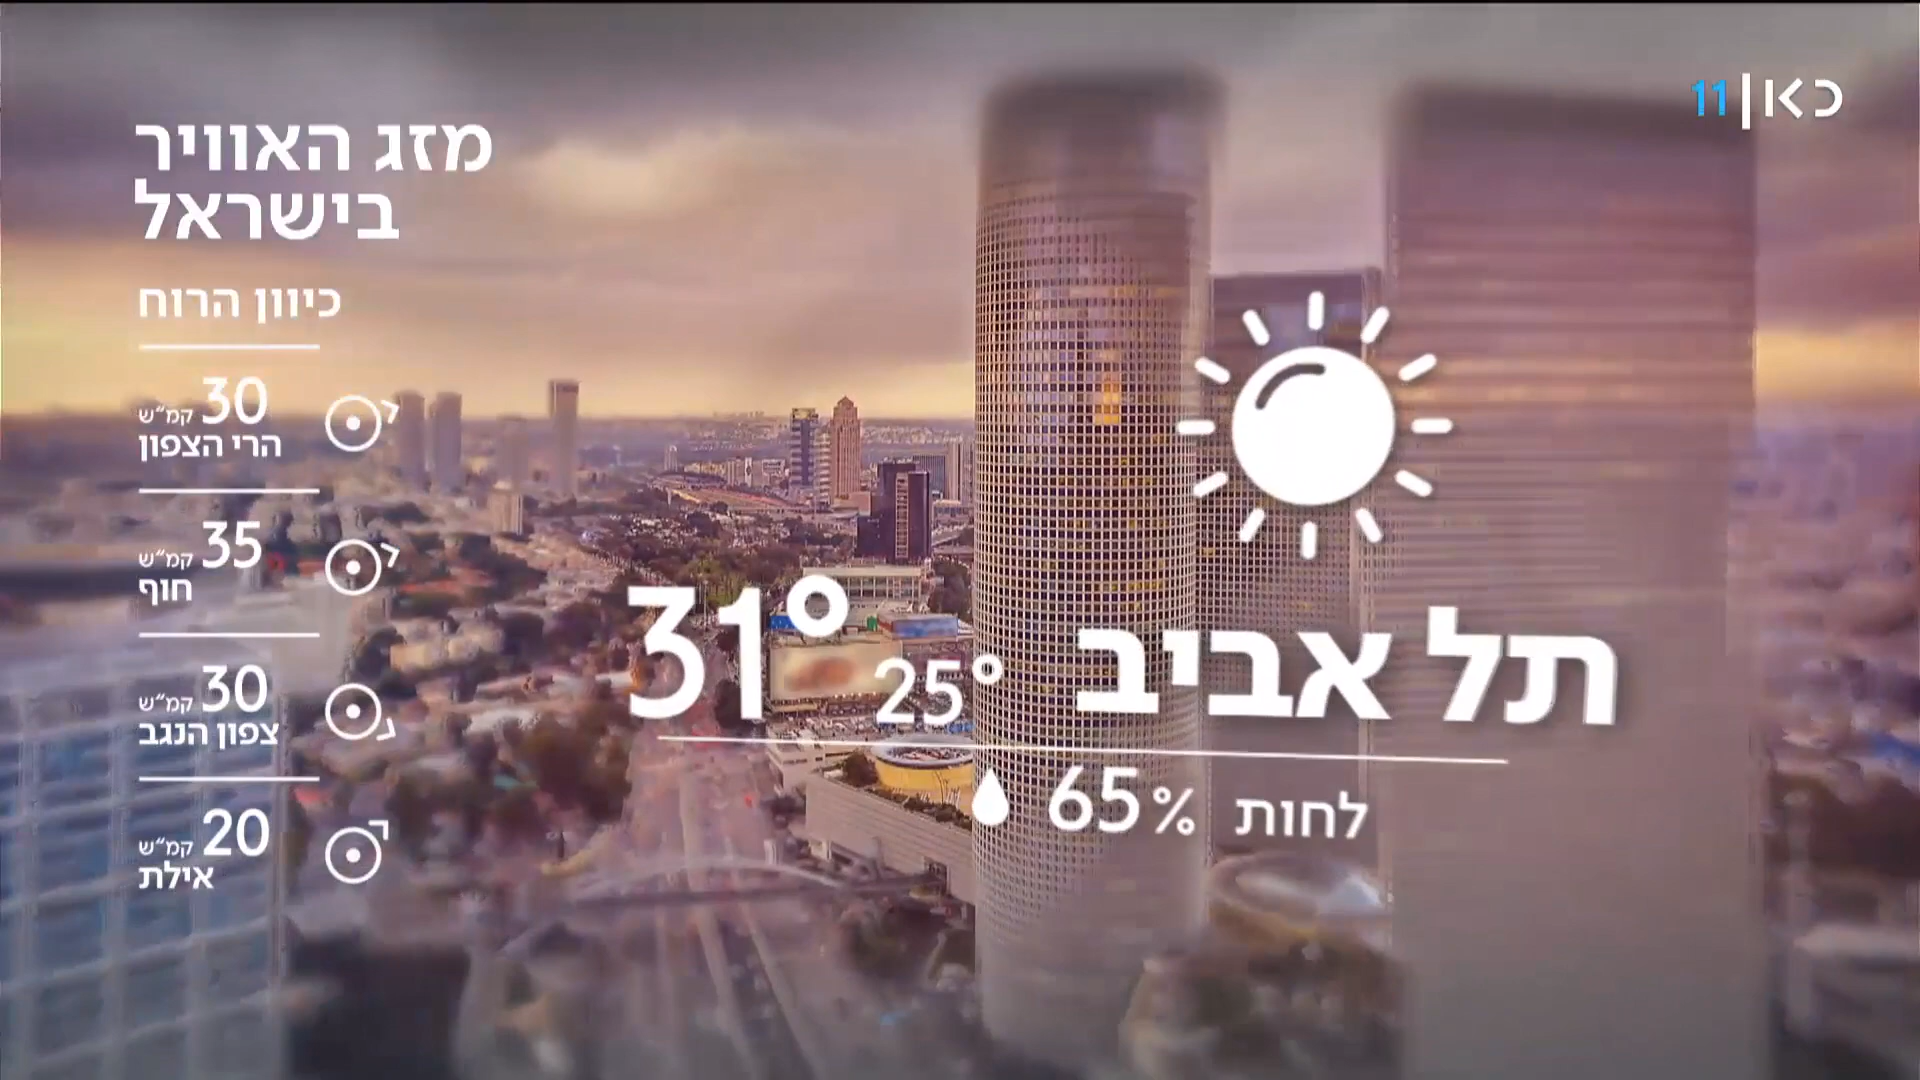 כאן|11
מזג האוויר
בישראל
כיוון הרוח
30 קמ״ש
הרי הצפון
35 קמ״ש
חוף
30 קמ״ש
צפון הנגב
20 קמ״ש
אילת
תל אביב 25° 31°
לחות 65%